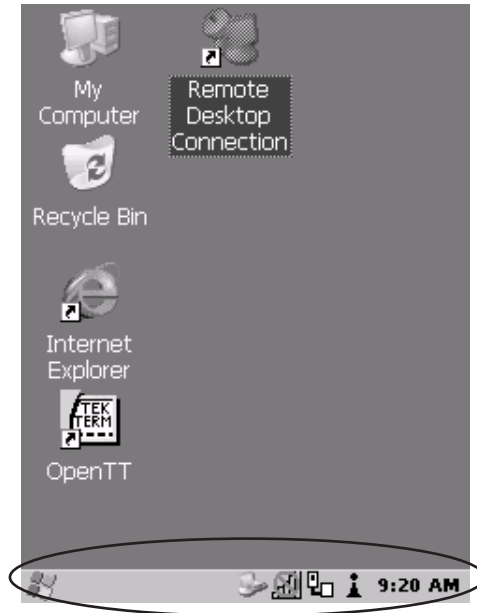 My
Computer
Remote
Desktop
Connection
Recycle Bin
Internet
Explorer
TEK
TERM
OpenTT
9:20 AM